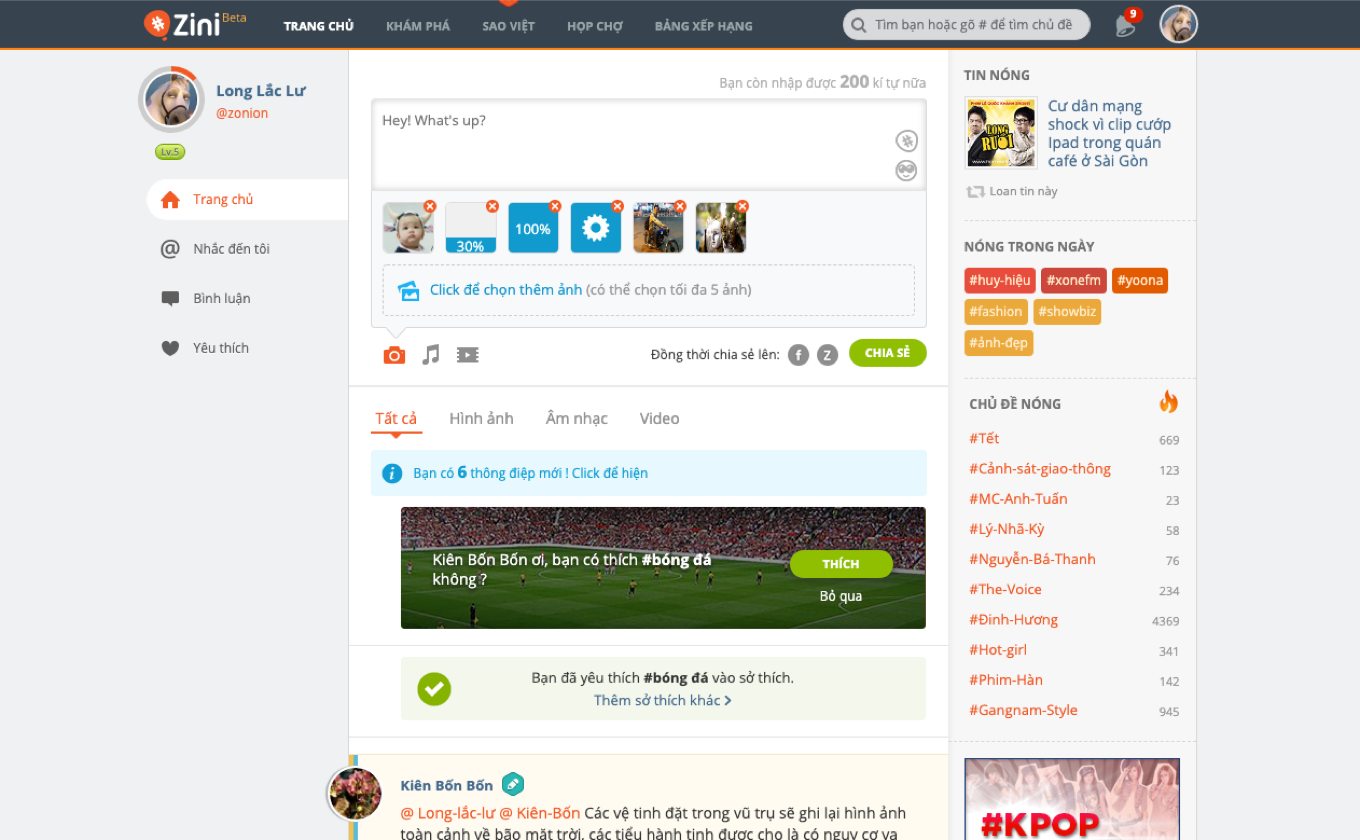 Zini Beta
TRANG CHỦ
KHÁM PHÁ
SAO VIỆT
HỌP CHỢ
BẢNG XẾP HẠNG
Tìm bạn hoặc gõ # để tìm chủ đề
9
Long Lắc Lư
@zonion
Lv.5
Trang chủ
Nhắc đến tôi
Bình luận
Yêu thích
Bạn còn nhập được 200 kí tự nữa
Hey! What's up?
30%
100%
Click để chọn thêm ảnh (có thể chọn tối đa 5 ảnh)
Đồng thời chia sẻ lên:
f
Z
CHIA SẺ
Tất cả
Hình ảnh
Âm nhạc
Video
Bạn có 6 thông điệp mới ! Click để hiện
Kiên Bốn Bốn ơi, bạn có thích #bóng đá
không ?
THÍCH
Bỏ qua
Bạn đã yêu thích #bóng đá vào sở thích.
Thêm sở thích khác >
Kiên Bốn Bốn
@ Long-lắc-lư @ Kiên-Bốn Các vệ tinh đặt trong vũ trụ sẽ ghi lại hình ảnh
toàn cảnh về bão mặt trời, các tiểu hành tinh được cho là có nguy cơ va
TIN NÓNG
LONG RUỒI
Cư dân mạng
shock vì clip cướp
Ipad trong quán
café ở Sài Gòn
Loan tin này
NÓNG TRONG NGÀY
#huy-hiệu
#xonefm
#yoona
#fashion
#showbiz
#ảnh-đẹp
CHỦ ĐỀ NÓNG
#Tết 669
#Cảnh-sát-giao-thông 123
#MC-Anh-Tuấn 23
#Lý-Nhã-Kỳ 58
#Nguyễn-Bá-Thanh 76
#The-Voice 234
#Đinh-Hương 4369
#Hot-girl 341
#Phim-Hàn 142
#Gangnam-Style 945
#KPOP